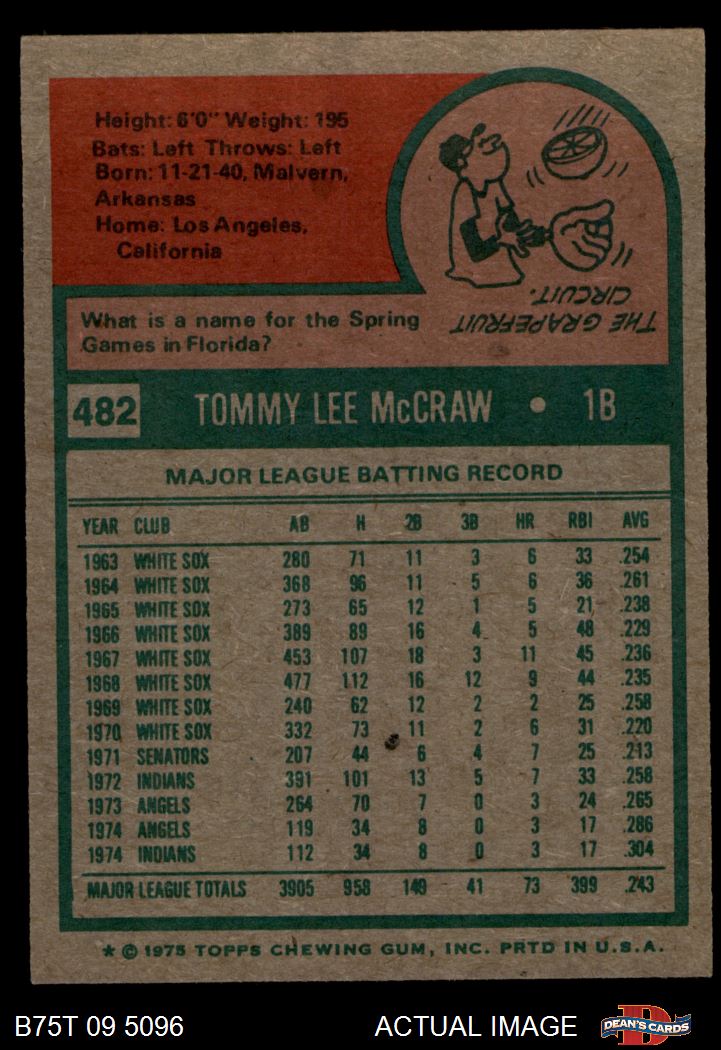 Height: 6'0" Weight: 195
Bats: Left Throws: Left
Born: 11-21-40, Malvern,
Arkansas
Home: Los Angeles,
California
What is a name for the Spring
Games in Florida?
THE GRAPEFRUIT
CIRCUIT.
482 TOMMY LEE McCRAW • 1B
MAJOR LEAGUE BATTING RECORD
YEAR CLUB AB H 2B 3B HR RBI AVG
1963 WHITE SOX 280 71 11 3 6 33 .254
1964 WHITE SOX 368 96 11 5 6 36 .261
1965 WHITE SOX 273 65 12 1 5 21 .238
1966 WHITE SOX 389 89 16 4 5 48 .229
1967 WHITE SOX 453 107 18 3 11 45 .236
1968 WHITE SOX 477 112 16 12 9 44 .235
1969 WHITE SOX 240 62 12 2 2 25 .258
1970 WHITE SOX 332 73 11 2 6 31 .220
1971 SENATORS 207 44 6 4 7 25 .213
1972 INDIANS 391 101 13 5 7 33 .258
1973 ANGELS 264 70 7 0 3 24 .265
1974 ANGELS 119 34 8 0 3 17 .286
1974 INDIANS 112 34 8 0 3 17 .304
MAJOR LEAGUE TOTALS 3905 958 149 41 73 399 .243
* © 1975 TOPPS CHEWING GUM, INC. PRTD IN U.S.A.
B75T 09 5096 ACTUAL IMAGE D DEAN'S CARDS